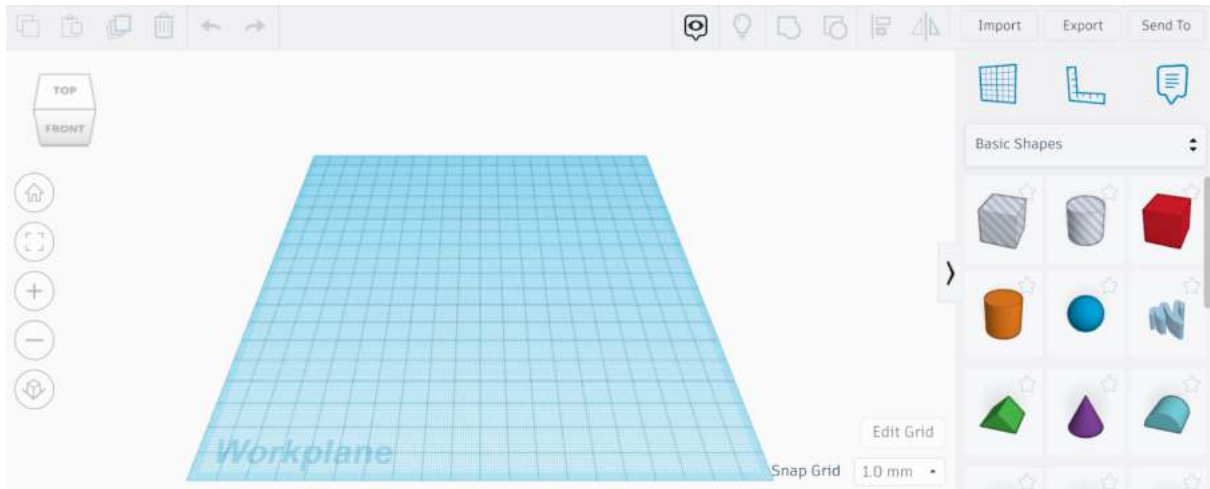 Import
Export
Send To
TOP
FRONT
Basic Shapes
Workplane
Edit Grid
Snap Grid
1.0 mm